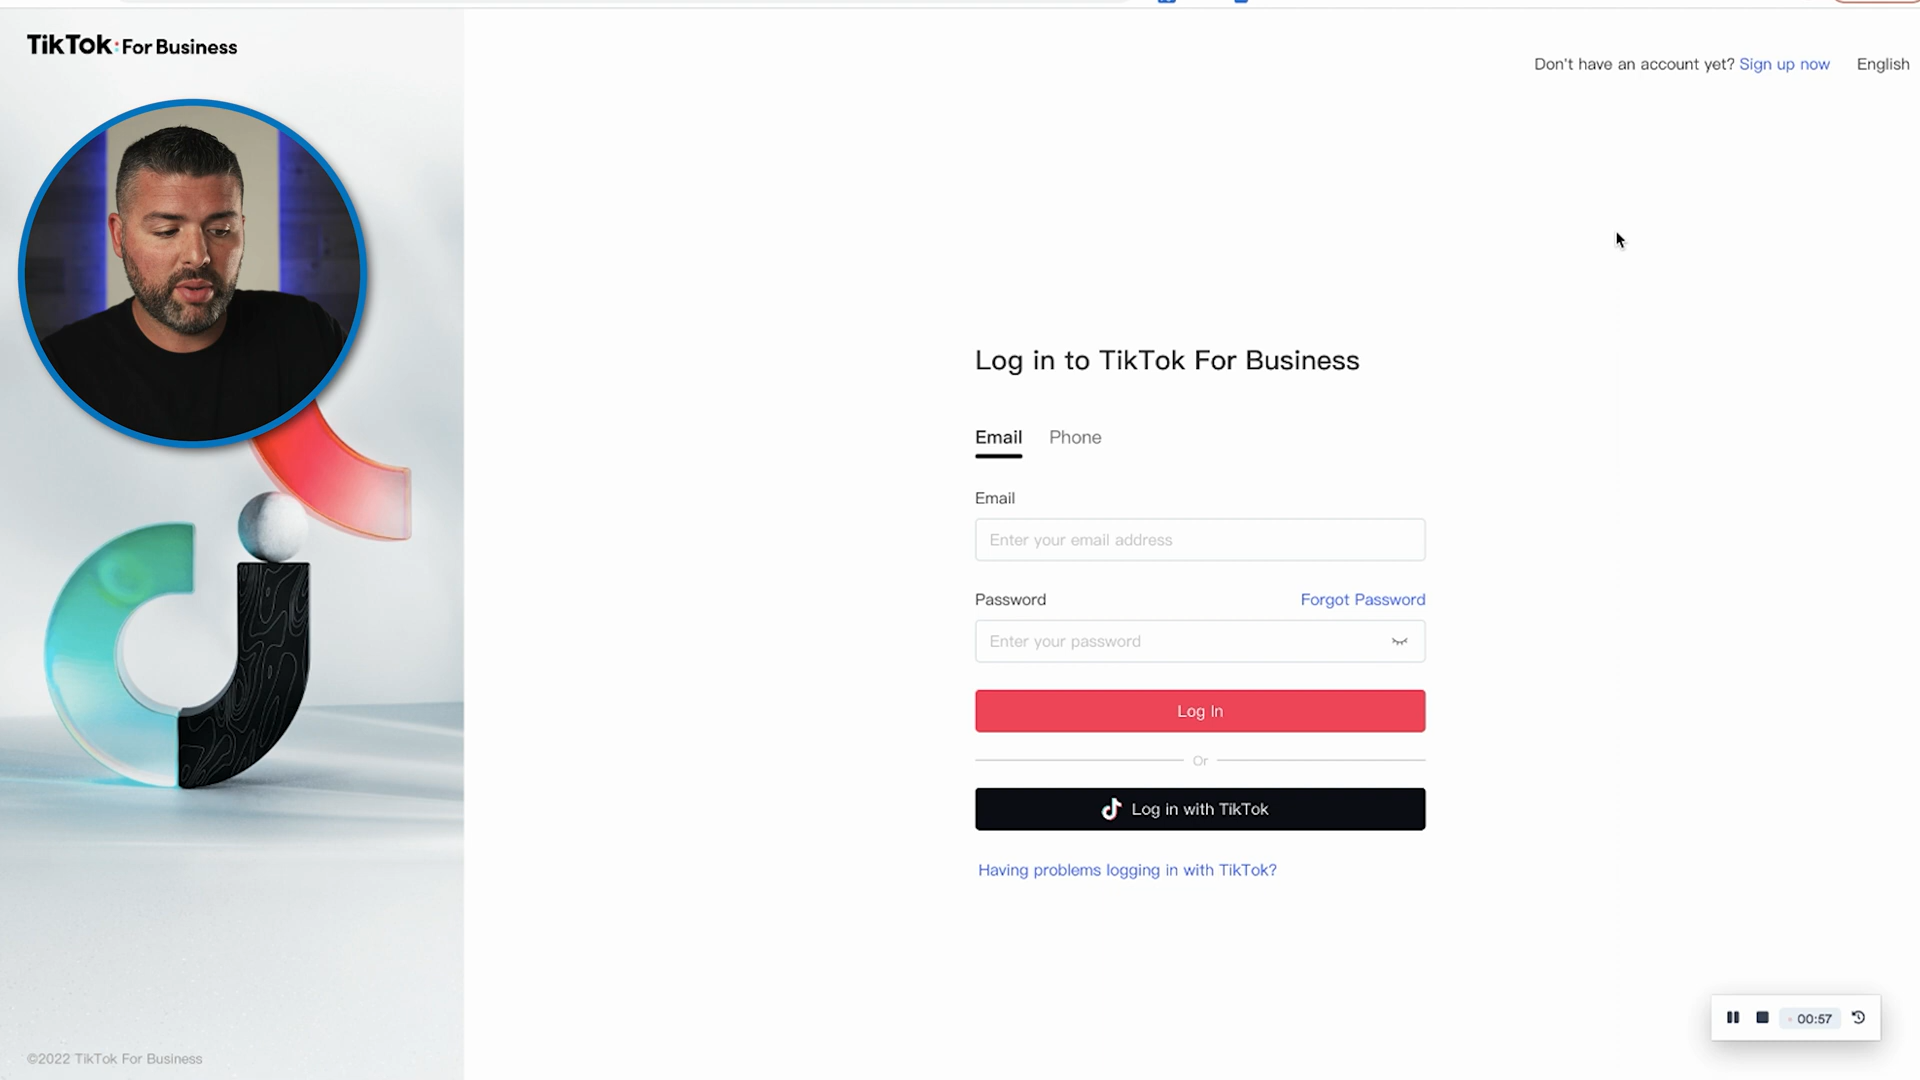 TikTok: For Business
Don't have an account yet? Sign up now English
Log in to TikTok For Business
Email Phone
Email
Enter your email address
Password Forgot Password
Enter your password
Log In
Or
Log in with TikTok
Having problems logging in with TikTok?
00:57
©2022 TikTok For Business